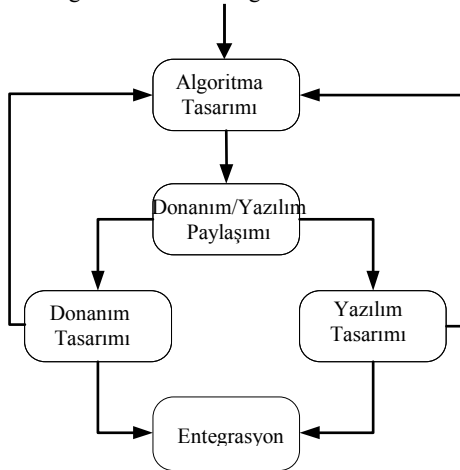 Algoritma
Tasarımı
Donanım/Yazılım
Paylaşımı
Donanım
Tasarımı
Yazılım
Tasarımı
Entegrasyon